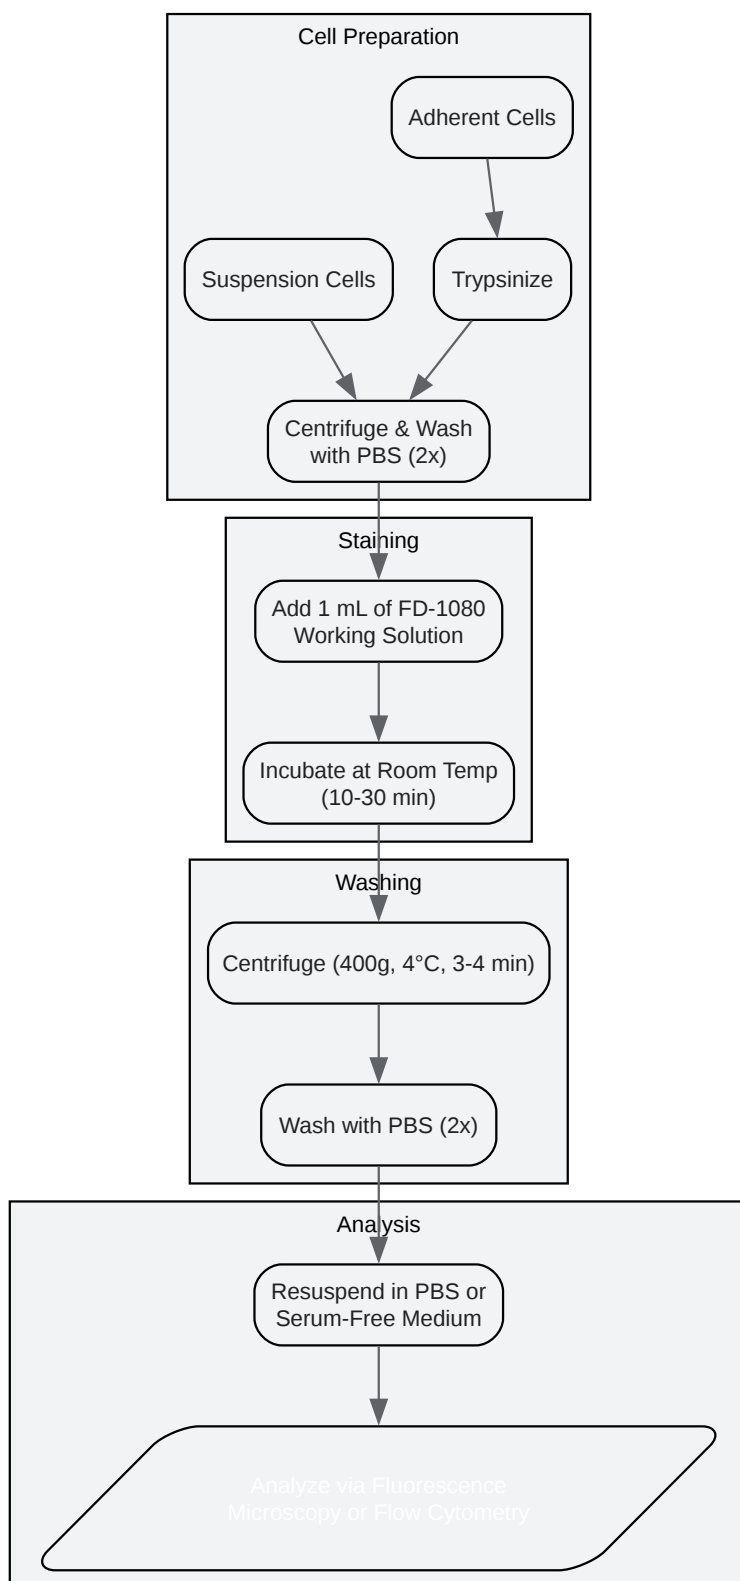 Cell Preparation
Adherent Cells
Suspension Cells
Trypsinize
Centrifuge & Wash
with PBS (2x)
Staining
Add 1 mL of FD-1080
Working Solution
Incubate at Room Temp
(10-30 min)
Washing
Centrifuge (400g, 4°C, 3-4 min)
Wash with PBS (2x)
Analysis
Resuspend in PBS or
Serum-Free Medium
Analyze via Fluorescence
Microscopy or Flow Cytometry